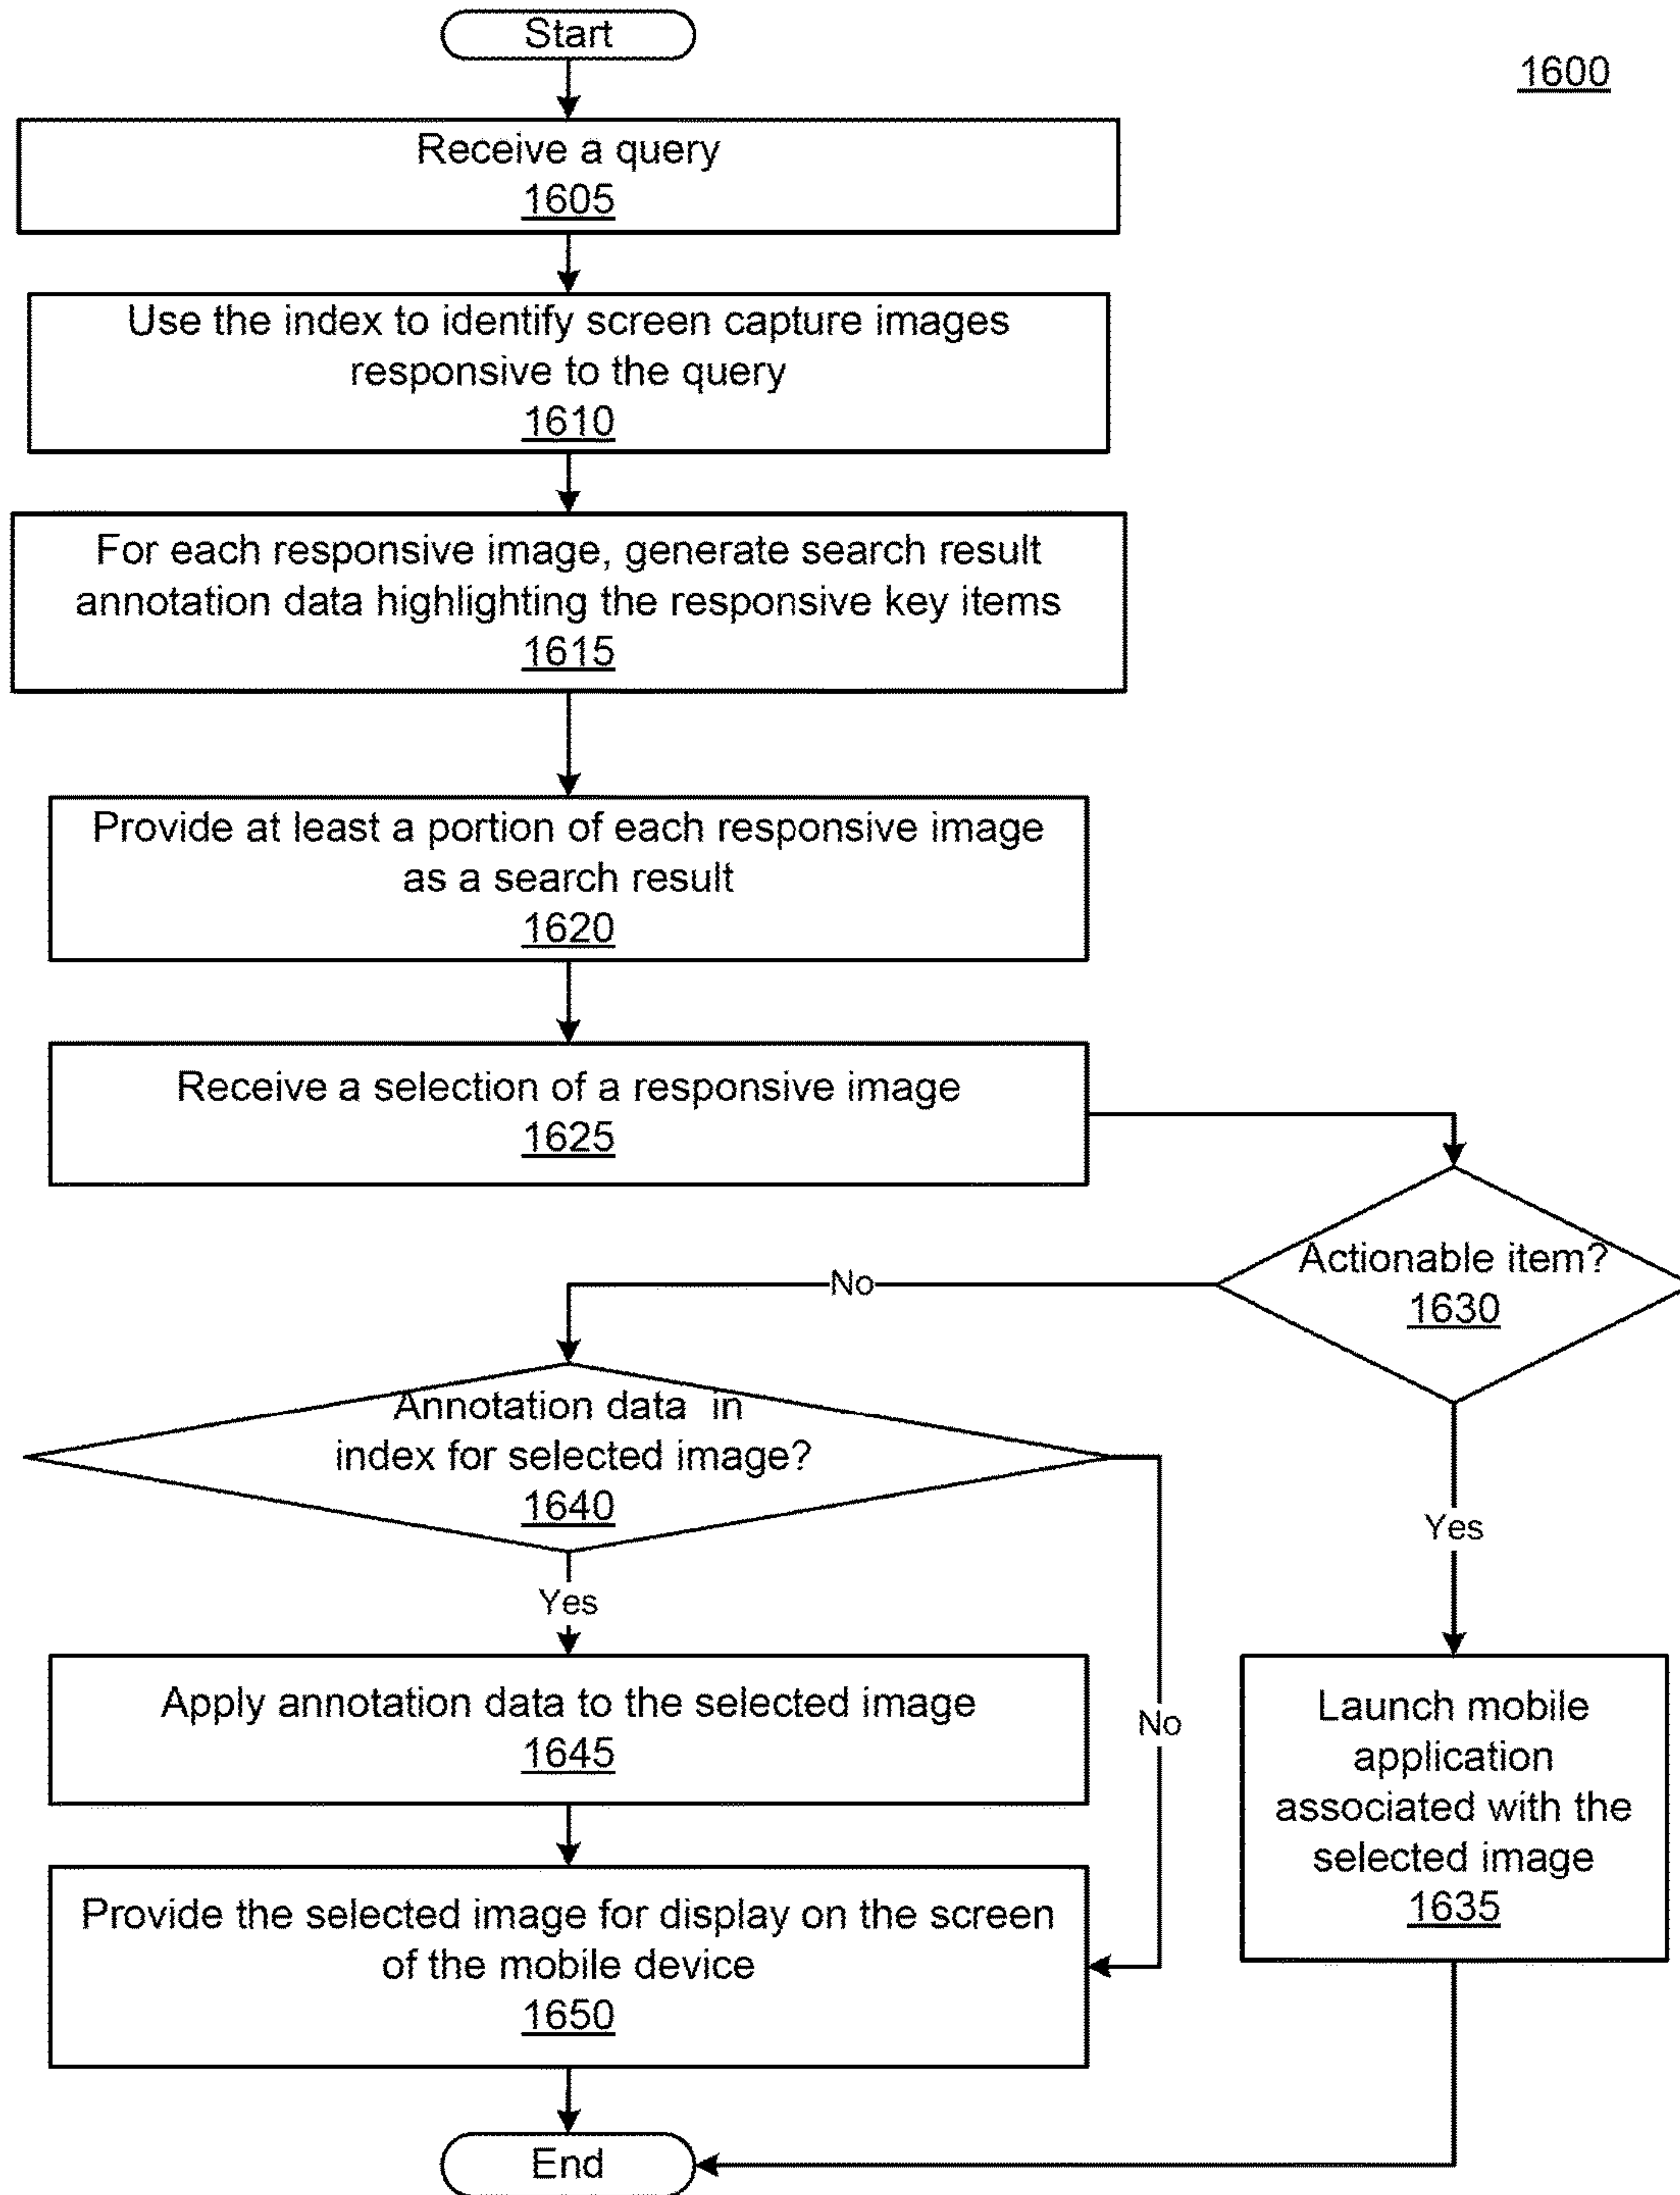 Start
1600
Receive a query
1605
Use the index to identify screen capture images
responsive to the query
1610
For each responsive image, generate search result
annotation data highlighting the responsive key items
1615
Provide at least a portion of each responsive image
as a search result
1620
Receive a selection of a responsive image
1625
Actionable item?
1630
No
Annotation data in
index for selected image?
1640
Yes
Yes
No
Apply annotation data to the selected image
1645
Launch mobile
application
associated with the
selected image
1635
Provide the selected image for display on the screen
of the mobile device
1650
End